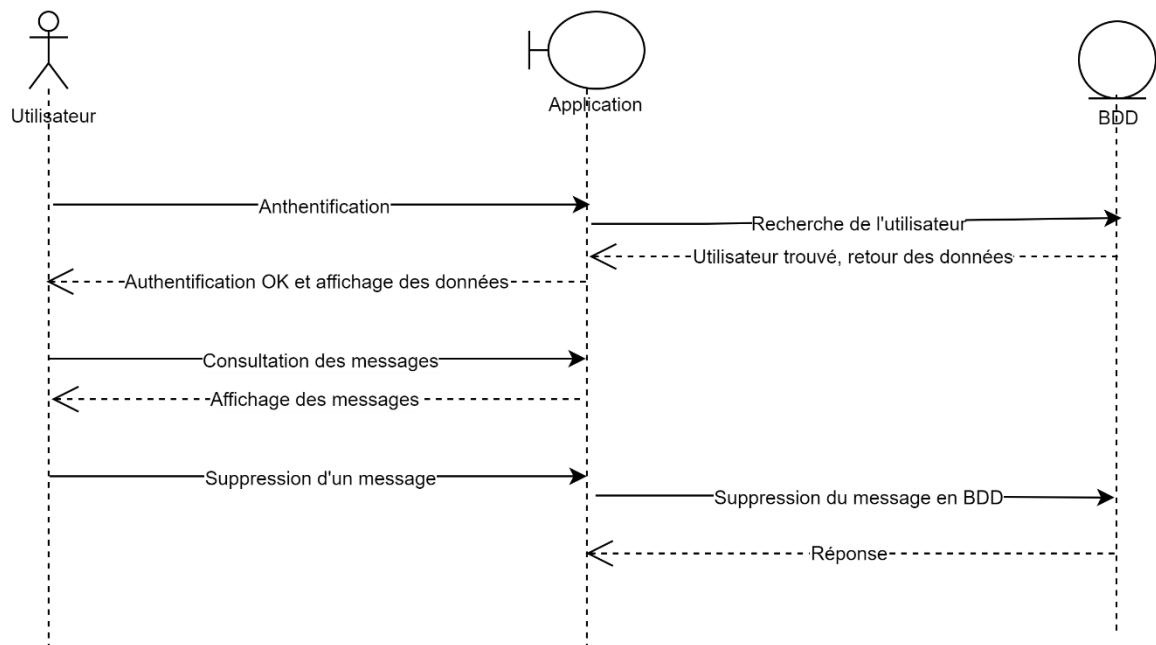 Utilisateur
Application
BDD
Anthentification
Recherche de l'utilisateur
Utilisateur trouvé, retour des données
Authentification OK et affichage des données
Consultation des messages
Affichage des messages
Suppression d'un message
Suppression du message en BDD
Réponse